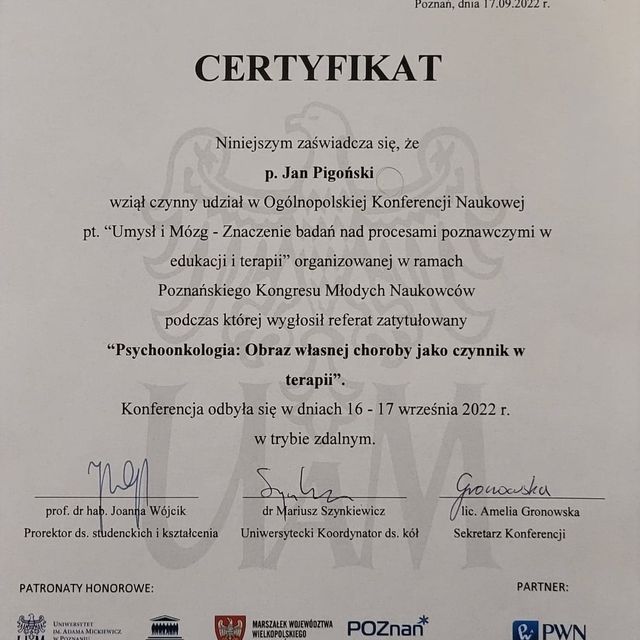 Poznań, dnia 17.09.2022 r.
CERTYFIKAT
Niniejszym zaświadcza się, że
p. Jan Pigoński
wziął czynny udział w Ogólnopolskiej Konferencji Naukowej
pt. “Umysł i Mózg - Znaczenie badań nad procesami poznawczymi w
edukacji i terapii” organizowanej w ramach
Poznańskiego Kongresu Młodych Naukowców
podczas której wygłosił referat zatytułowany
“Psychoonkologia: Obraz własnej choroby jako czynnik w
terapii”.
Konferencja odbyła się w dniach 16 - 17 września 2022 r.
w trybie zdalnym.
UAM
Gronowska
prof. dr hab. Joanna Wójcik dr Mariusz Szynkiewicz lic. Amelia Gronowska
Prorektor ds. studenckich i kształcenia Uniwersytecki Koordynator ds. kół Sekretarz Konferencji
PATRONATY HONOROWE: PARTNER:
UNIWERSYTET
IM. ADAMA MICKIEWICZA
W POZNANIU
MARSZAŁEK WOJEWÓDZTWA
WIELKOPOLSKIEGO
POZnań*
PWN